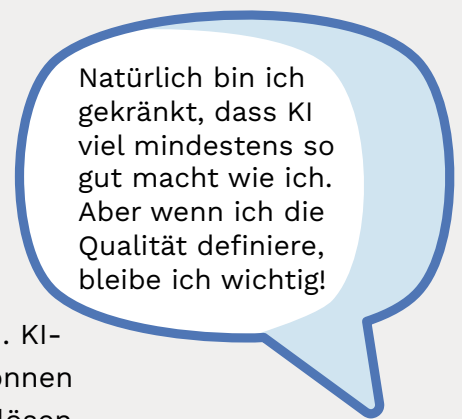 Natürlich bin ich
gekränkt, dass KI
viel mindestens so
gut macht wie ich.
Aber wenn ich die
Qualität definiere,
bleibe ich wichtig!
. KI-
onnen
lösen